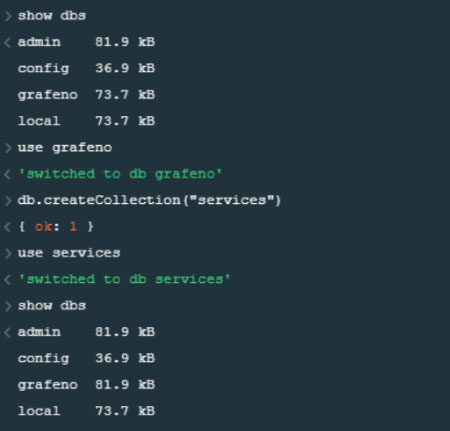 > show dbs
< admin 81.9 kB
config 36.9 kB
grafeno 73.7 kB
local 73.7 kB
> use grafeno
< 'switched to db grafeno'
> db.createCollection("services")
< { ok: 1 }
> use services
< 'switched to db services'
> show dbs
< admin 81.9 kB
config 36.9 kB
grafeno 81.9 kB
local 73.7 kB